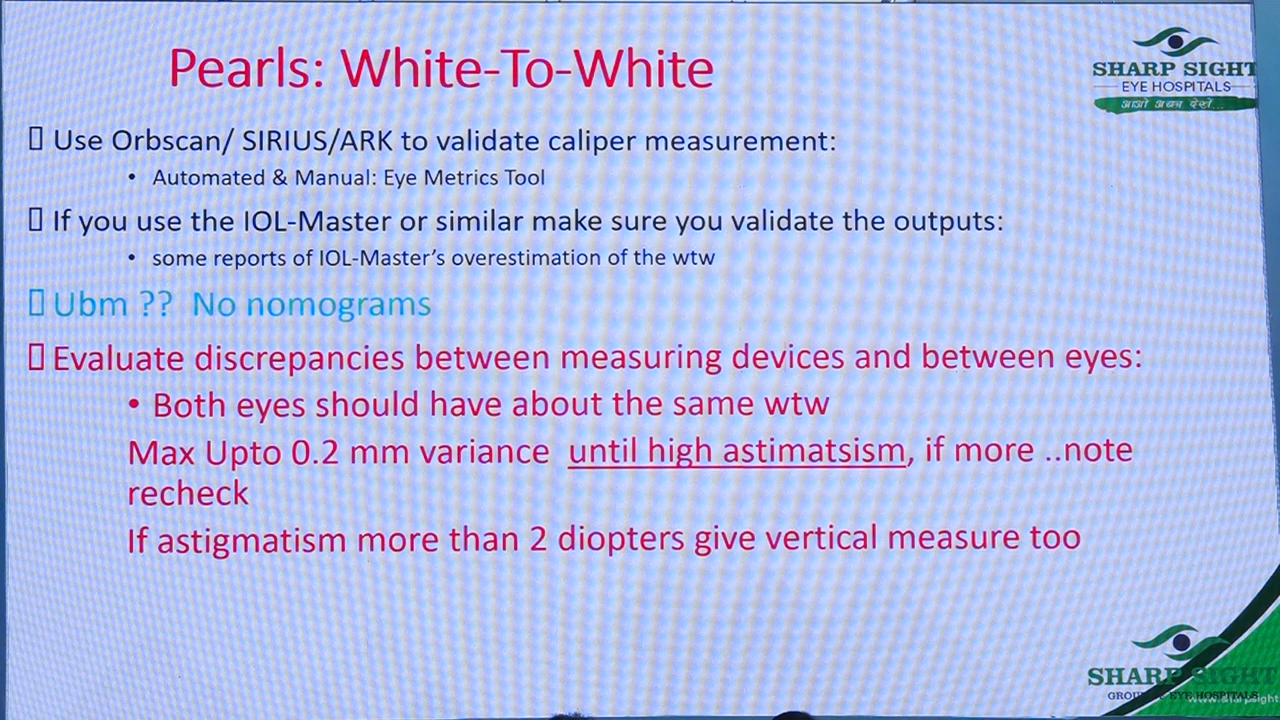 Pearls: White-To-White
SHARP SIGHT
EYE HOSPITALS
Use Orbscan/ SIRIUS/ARK to validate caliper measurement:
• Automated & Manual: Eye Metrics Tool
If you use the IOL-Master or similar make sure you validate the outputs:
• some reports of IOL-Master's overestimation of the wtw
Ubm ?? No nomograms
Evaluate discrepancies between measuring devices and between eyes:
• Both eyes should have about the same wtw
Max Upto 0.2 mm variance until high astimatsism, if more ..note
recheck
If astigmatism more than 2 diopters give vertical measure too
SHARP SIGHT
EYE HOSPITALS